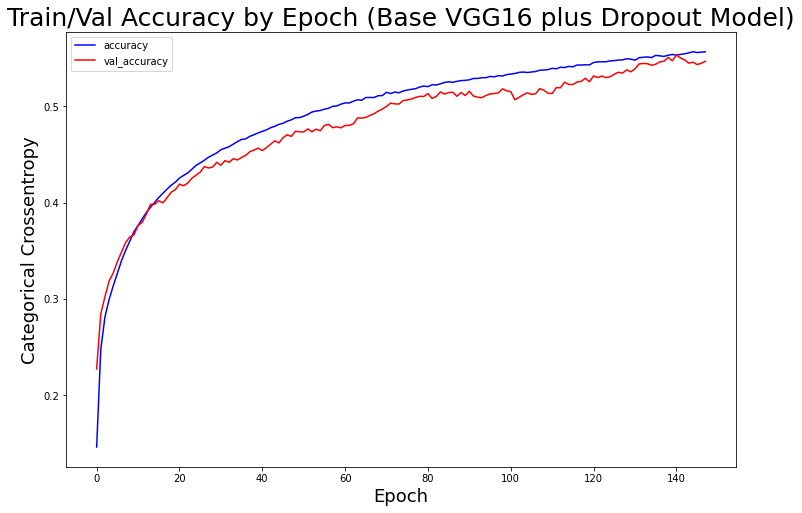 Train/Val Accuracy by Epoch (Base VGG16 plus Dropout Model)
accuracy
val_accuracy
0.5
0.4
0.3
0.2
Categorical Crossentropy
0 20 40 60 80 100 120 140
Epoch